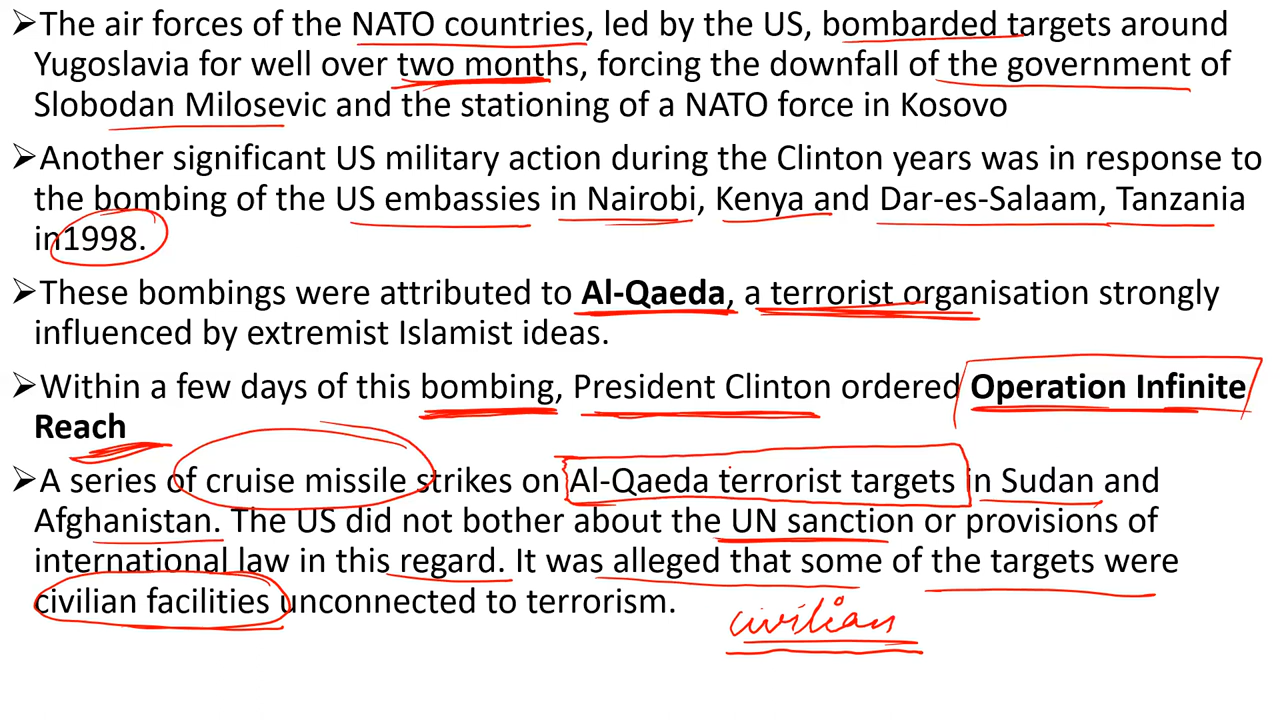 ➢The air forces of the NATO countries, led by the US, bombarded targets around
Yugoslavia for well over two months, forcing the downfall of the government of
Slobodan Milosevic and the stationing of a NATO force in Kosovo
➢Another significant US military action during the Clinton years was in response to
the bombing of the US embassies in Nairobi, Kenya and Dar-es-Salaam, Tanzania
in1998.
➢These bombings were attributed to Al-Qaeda, a terrorist organisation strongly
influenced by extremist Islamist ideas.
➢Within a few days of this bombing, President Clinton ordered Operation Infinite
Reach
➢A series of cruise missile strikes on Al-Qaeda terrorist targets in Sudan and
Afghanistan. The US did not bother about the UN sanction or provisions of
international law in this regard. It was alleged that some of the targets were
civilian facilities unconnected to terrorism.
civilian